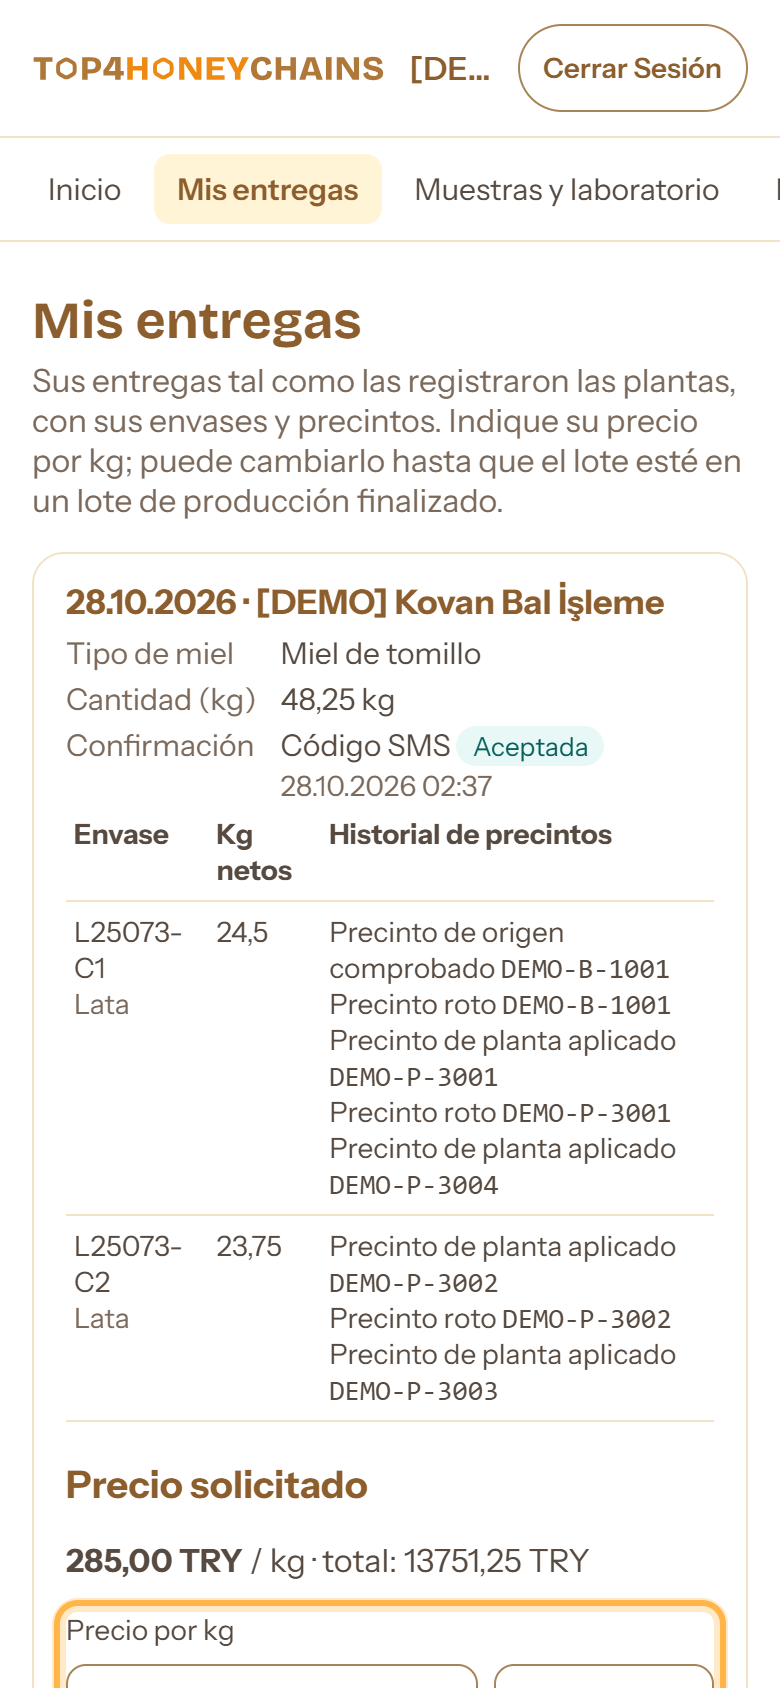 TOP4HONEYCHAINS [DE... Cerrar Sesión
Inicio Mis entregas Muestras y laboratorio
Mis entregas
Sus entregas tal como las registraron las plantas,
con sus envases y precintos. Indique su precio
por kg; puede cambiarlo hasta que el lote esté en
un lote de producción finalizado.
28.10.2026 · [DEMO] Kovan Bal İşleme
Tipo de miel Miel de tomillo
Cantidad (kg) 48,25 kg
Confirmación Código SMS Aceptada
28.10.2026 02:37
Envase Kg netos Historial de precintos
L25073-C1 Lata 24,5 Precinto de origen
comprobado DEMO-B-1001
Precinto roto DEMO-B-1001
Precinto de planta aplicado
DEMO-P-3001
Precinto roto DEMO-P-3001
Precinto de planta aplicado
DEMO-P-3004
L25073-C2 Lata 23,75 Precinto de planta aplicado
DEMO-P-3002
Precinto roto DEMO-P-3002
Precinto de planta aplicado
DEMO-P-3003
Precio solicitado
285,00 TRY / kg · total: 13751,25 TRY
Precio por kg